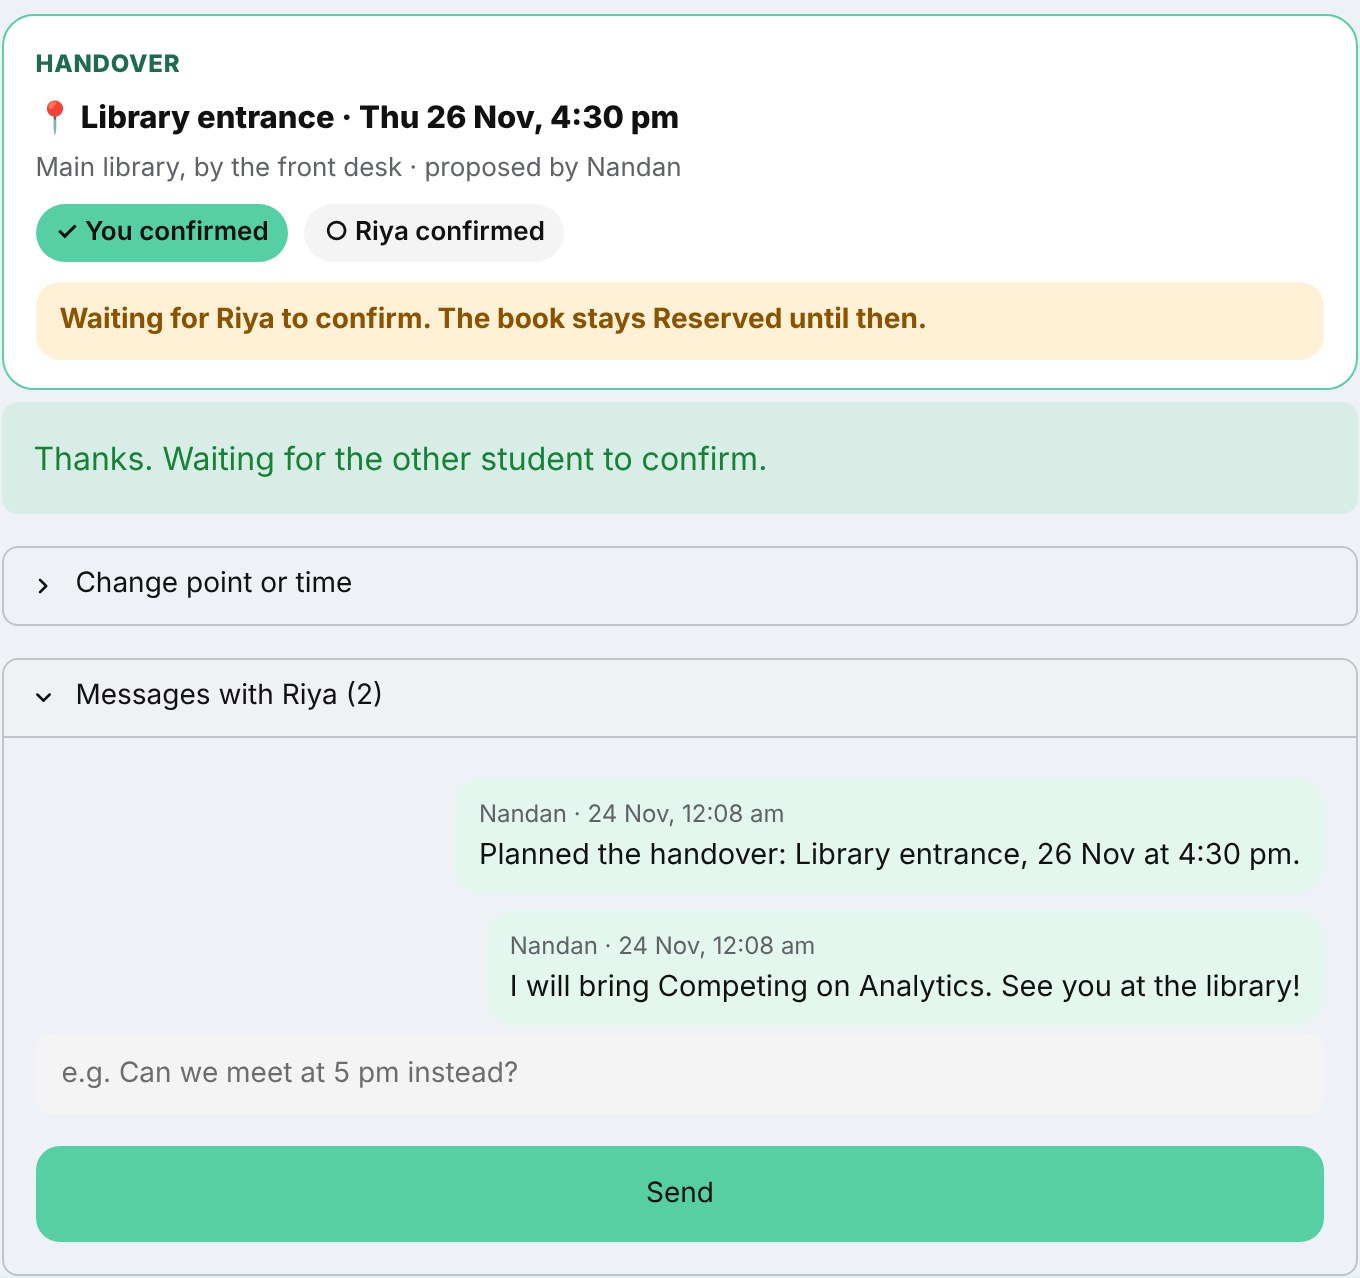 HANDOVER
📍 Library entrance · Thu 26 Nov, 4:30 pm
Main library, by the front desk · proposed by Nandan
✓ You confirmed ○ Riya confirmed
Waiting for Riya to confirm. The book stays Reserved until then.
Thanks. Waiting for the other student to confirm.
Change point or time
Messages with Riya (2)
Nandan · 24 Nov, 12:08 am
Planned the handover: Library entrance, 26 Nov at 4:30 pm.
Nandan · 24 Nov, 12:08 am
I will bring Competing on Analytics. See you at the library!
e.g. Can we meet at 5 pm instead?
Send